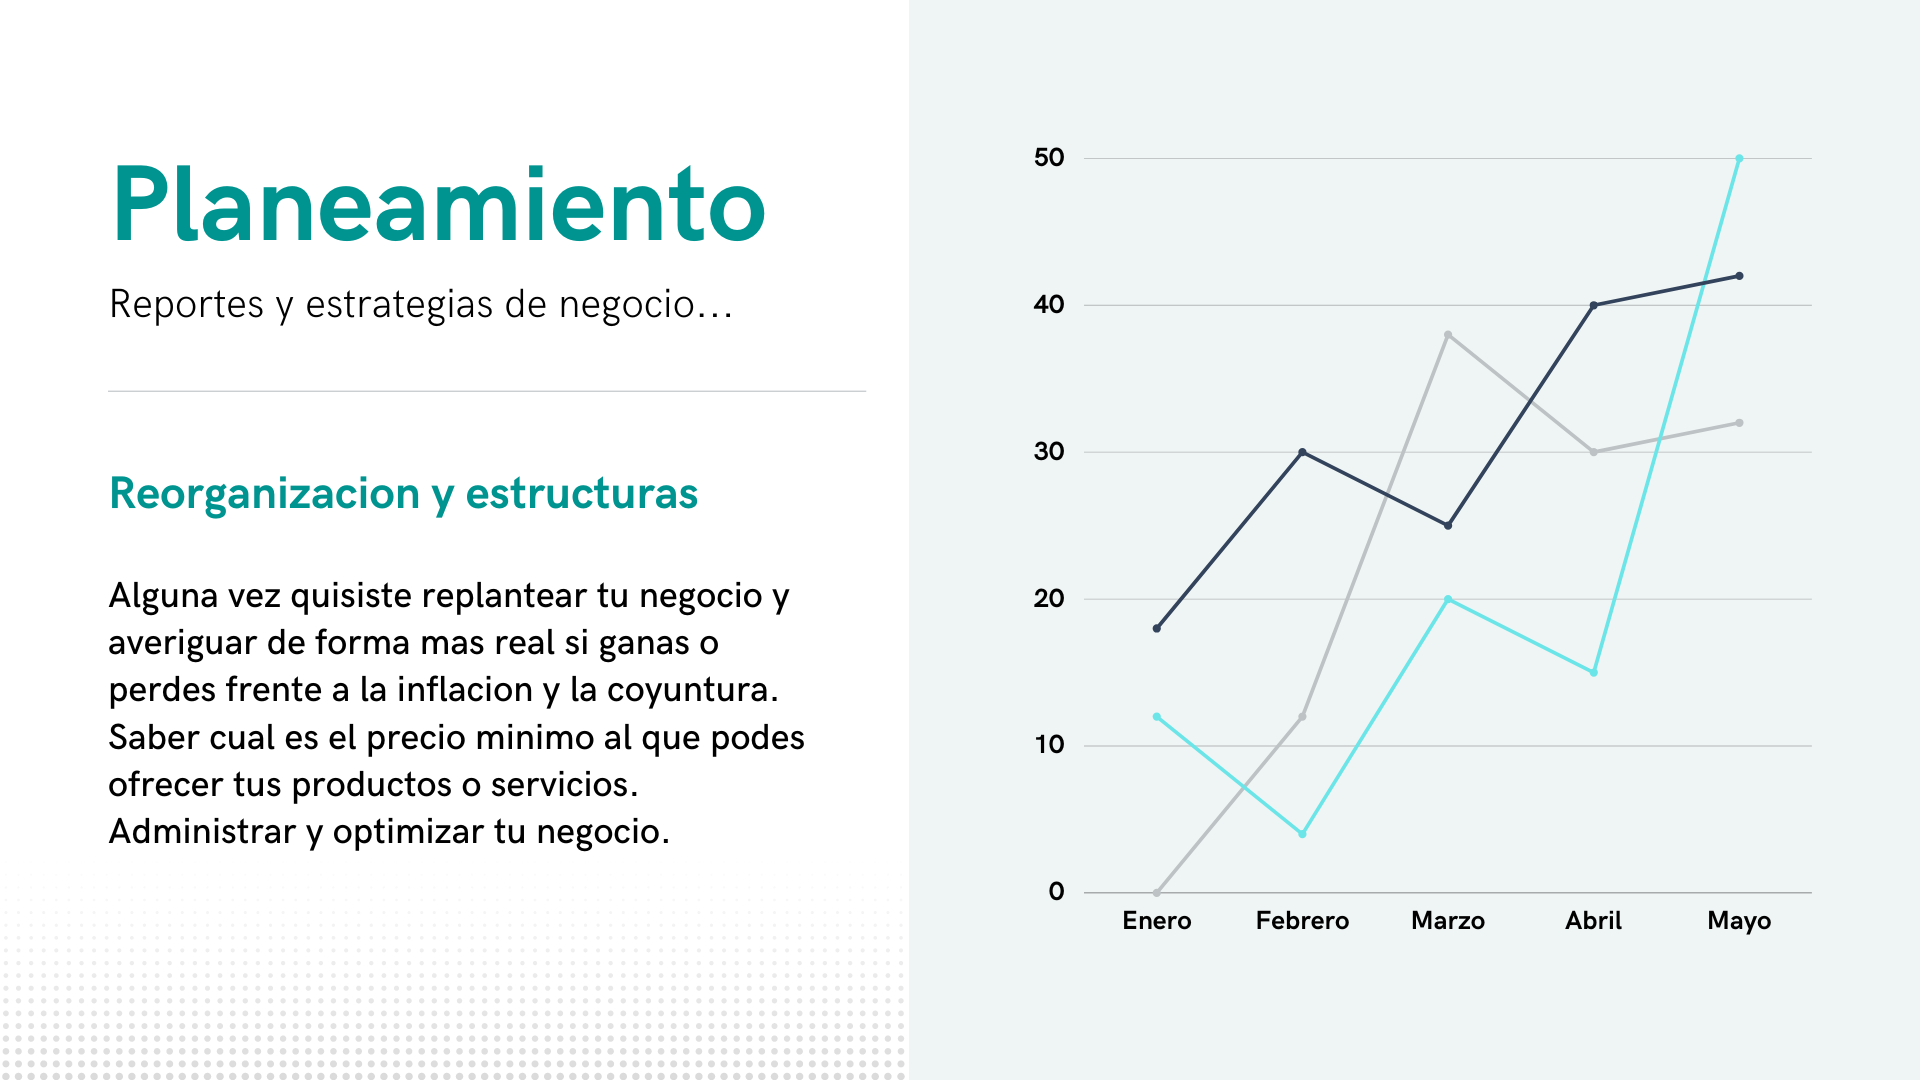 Planeamiento
Reportes y estrategias de negocio...
Reorganizacion y estructuras
Alguna vez quisiste replantear tu negocio y
averiguar de forma mas real si ganas o
perdes frente a la inflacion y la coyuntura.
Saber cual es el precio minimo al que podes
ofrecer tus productos o servicios.
Administrar y optimizar tu negocio.
50
40
30
20
10
0
Enero Febrero Marzo Abril Mayo